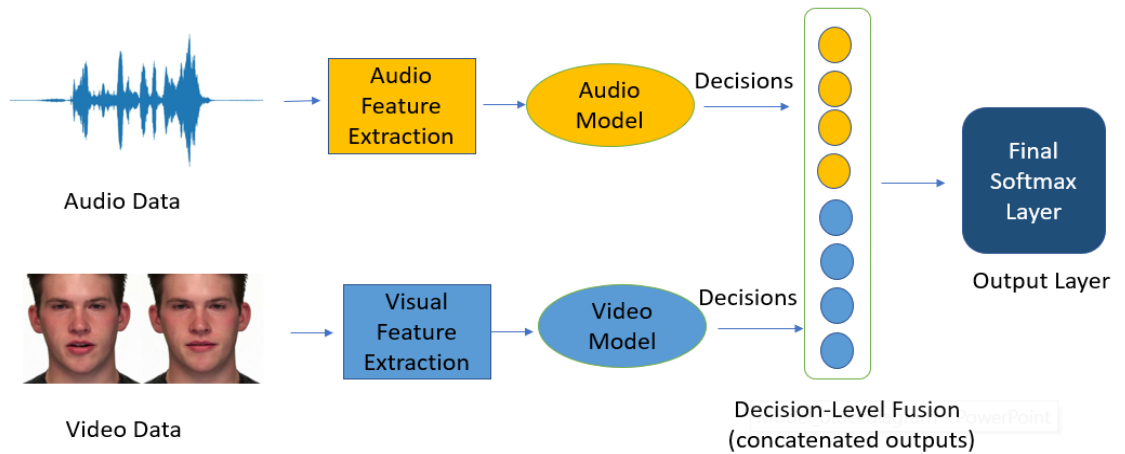 Audio
Feature
Extraction
Audio
Model
Decisions
Final
Softmax
Layer
Audio Data
Output Layer
Visual
Feature
Extraction
Video
Model
Decisions
Video Data
Decision-Level Fusion
(concatenated outputs)
PowerPoint